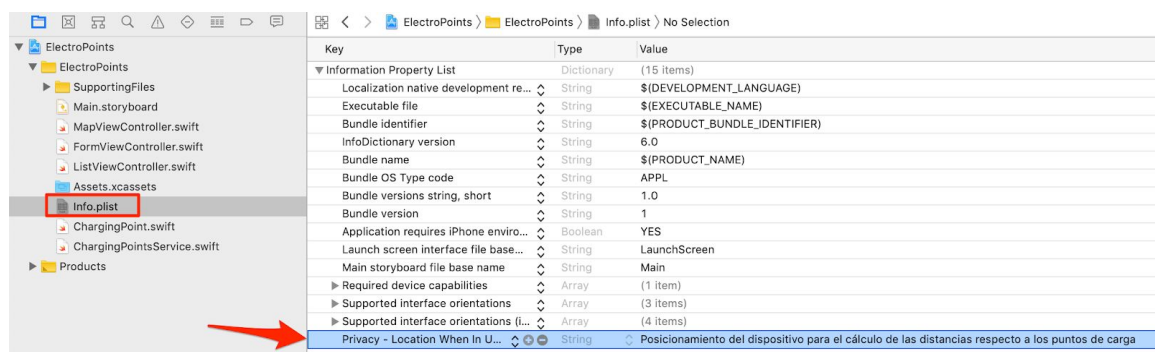 ElectroPoints
ElectroPoints
SupportingFiles
Main.storyboard
MapViewController.swift
FormViewController.swift
ListViewController.swift
Assets.xcassets
Info.plist
ChargingPoint.swift
ChargingPointsService.swift
Products
ElectroPoints ElectroPoints Info.plist No Selection
Key Type Value
Information Property List Dictionary (15 items)
Localization native development re... String $(DEVELOPMENT_LANGUAGE)
Executable file String $(EXECUTABLE_NAME)
Bundle identifier String $(PRODUCT_BUNDLE_IDENTIFIER)
InfoDictionary version String 6.0
Bundle name String $(PRODUCT_NAME)
Bundle OS Type code String APPL
Bundle versions string, short String 1.0
Bundle version String 1
Application requires iPhone enviro... Boolean YES
Launch screen interface file base... String LaunchScreen
Main storyboard file base name String Main
Required device capabilities Array (1 item)
Supported interface orientations Array (3 items)
Supported interface orientations (i... Array (4 items)
Privacy - Location When In U... String Posicionamiento del dispositivo para el cálculo de las distancias respecto a los puntos de carga